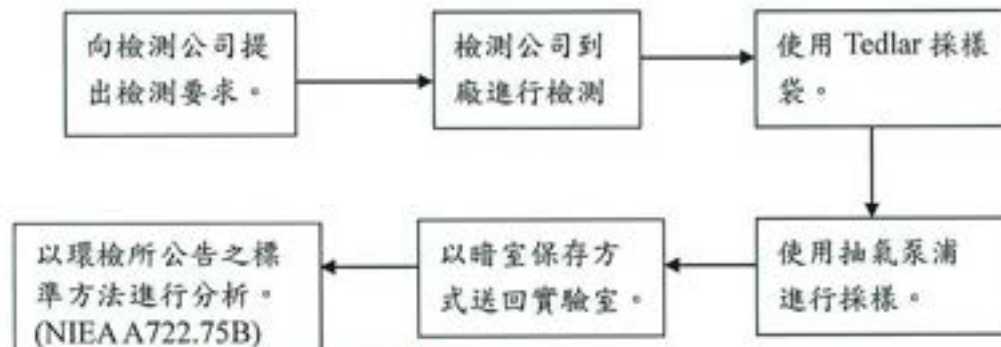 向檢測公司提
出檢測要求。
檢測公司到
廠進行檢測
使用 Tedlar 採樣
袋。
使用抽氣泵浦
進行採樣。
以暗室保存方
式送回實驗室。
以環檢所公告之標
準方法進行分析。
(NIEA A722.75B)